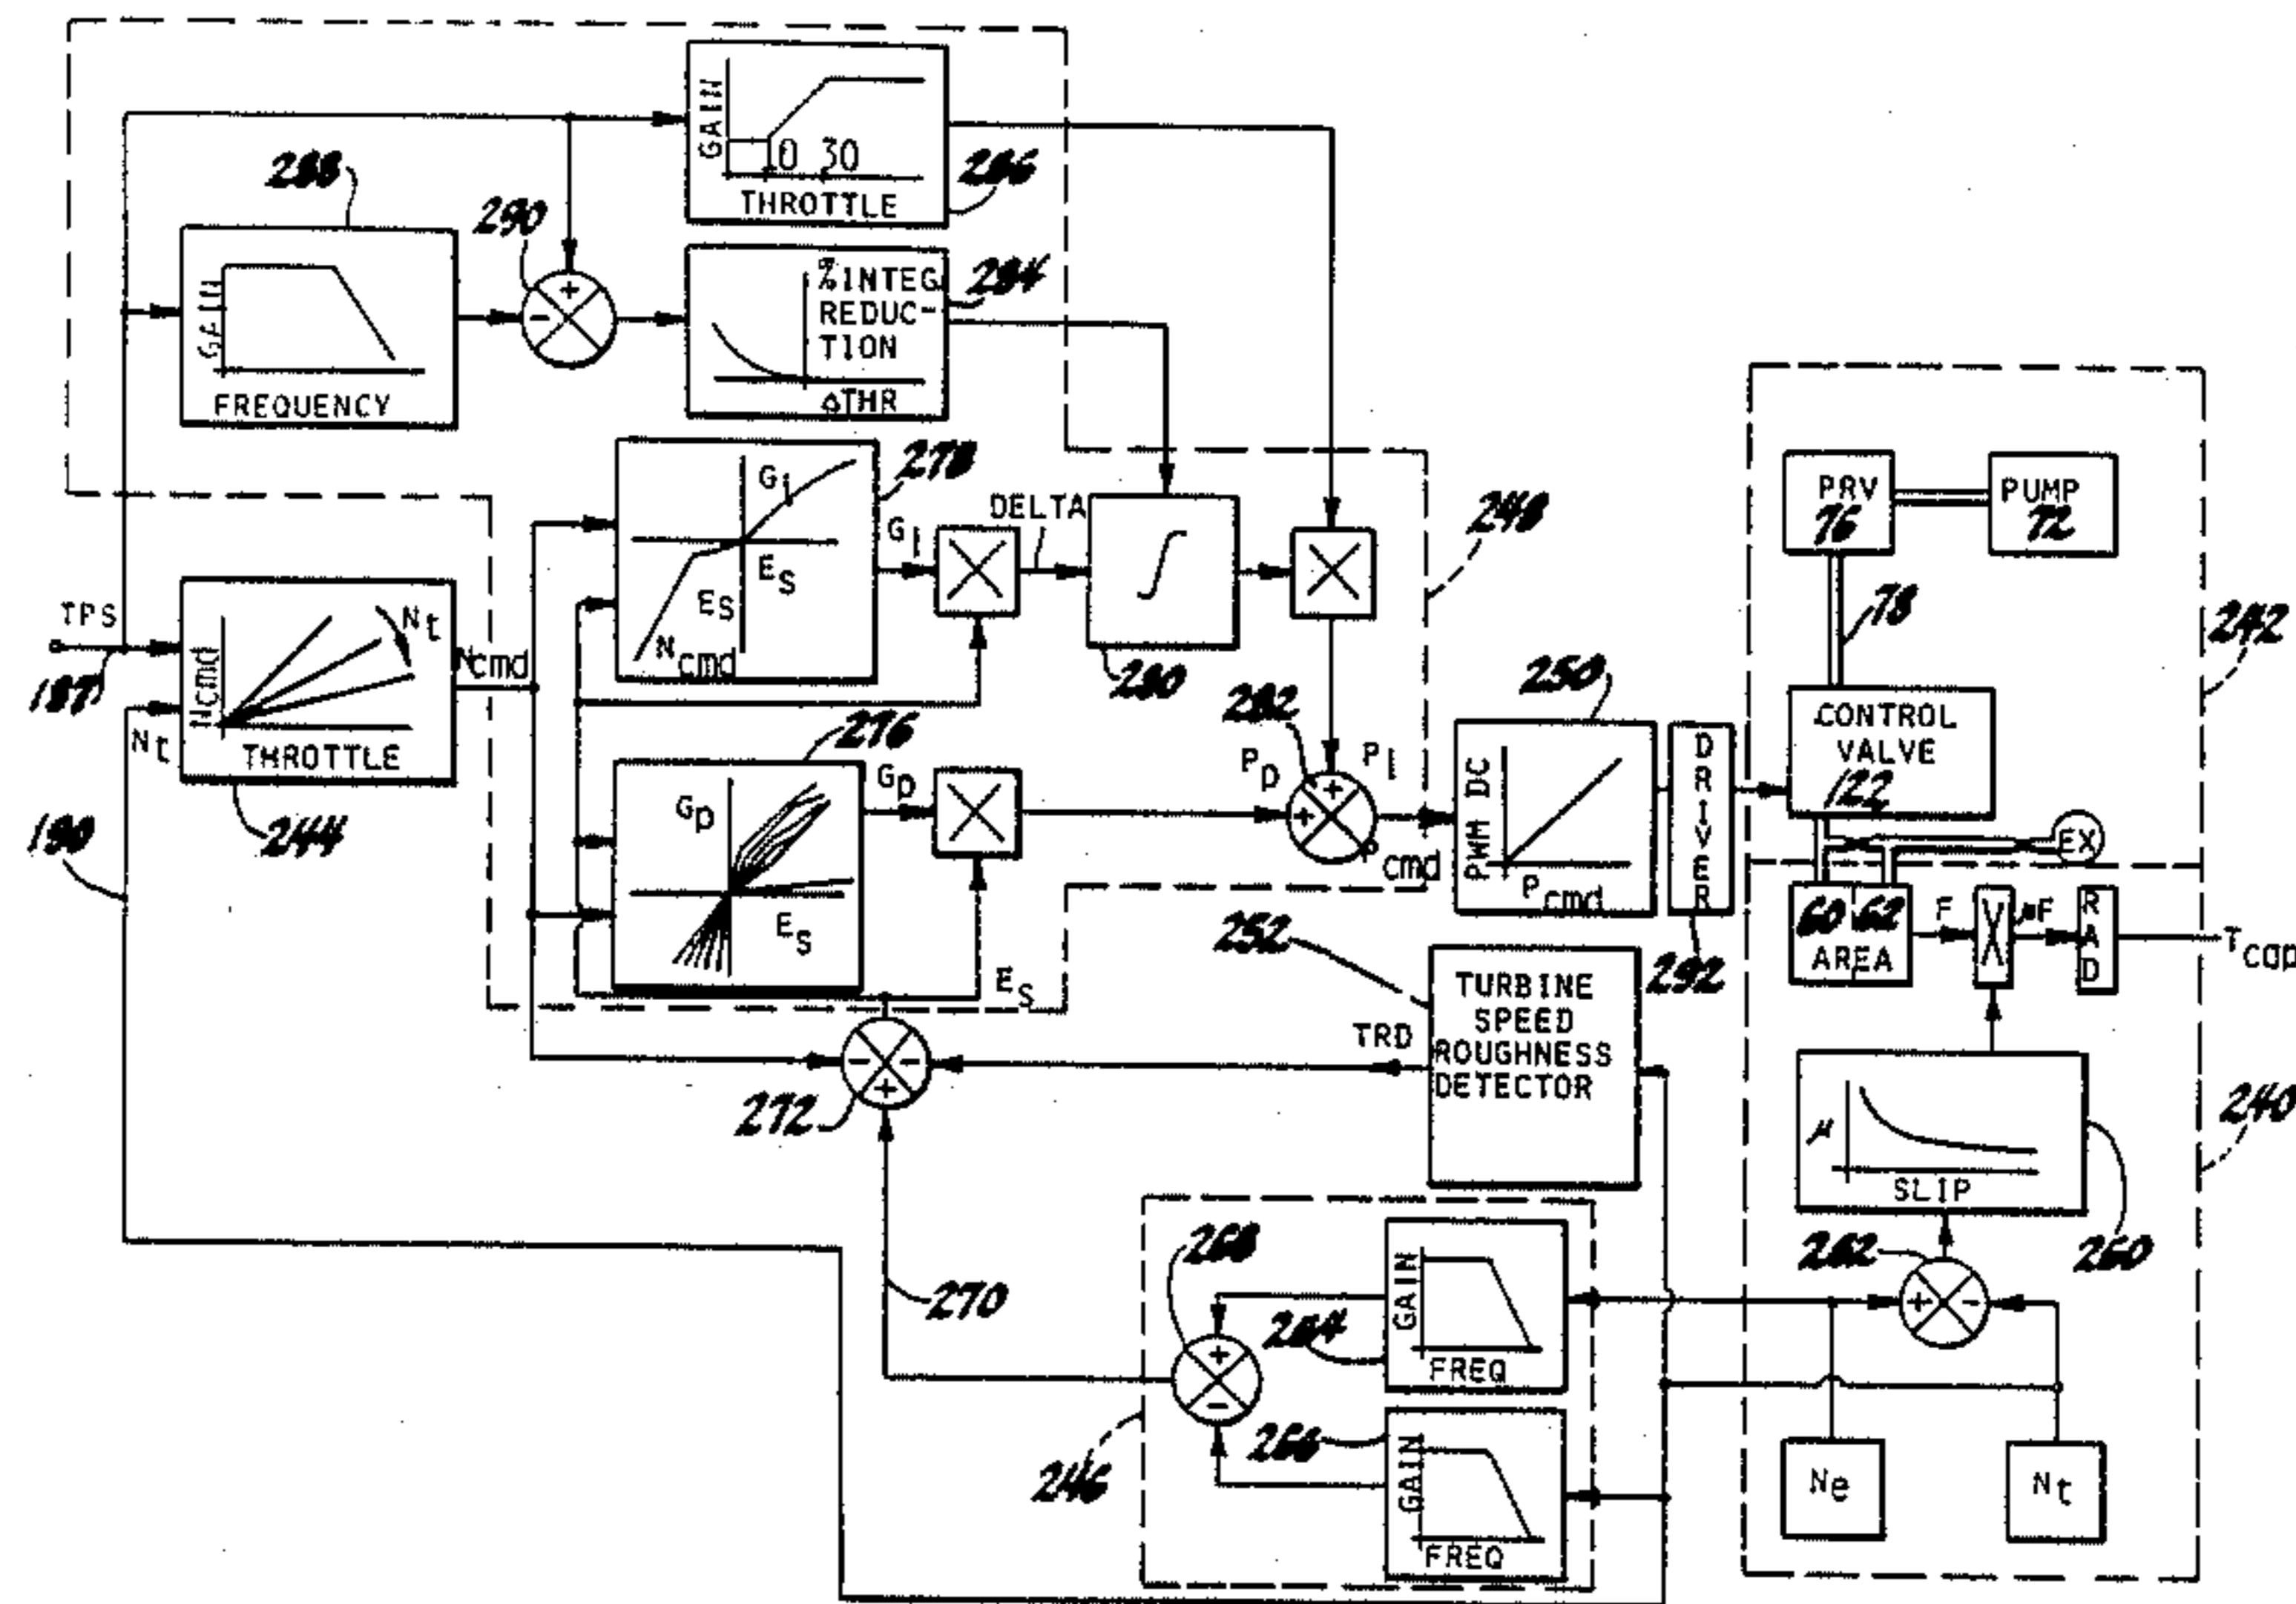 GAIN
0 30
THROTTLE
286
288
GAIN
FREQUENCY
290
+
-
%INTEG.
REDUC-
TION
ΔTHR
284
TPS
187
Nt
190
Ncmd
Nt
THROTTLE
244
Ncmd
Gi
Es
Es
Ncmd
278
Gi
DELTA
280
248
276
Gp
Es
Gp
Es
282
Pp
Pi
+
+
Pcmd
250
PWM DC
Pcmd
DRIVER
292
PRV
76
PUMP
72
78
242
CONTROL
VALVE
122
EX
60 62
AREA
F
μF
RAD
Tcap
252
TURBINE
SPEED
ROUGHNESS
DETECTOR
TRD
-
-
+
272
270
μ
SLIP
260
240
262
+
-
268
+
-
264
GAIN
FREQ
266
GAIN
FREQ
246
Ne
Nt